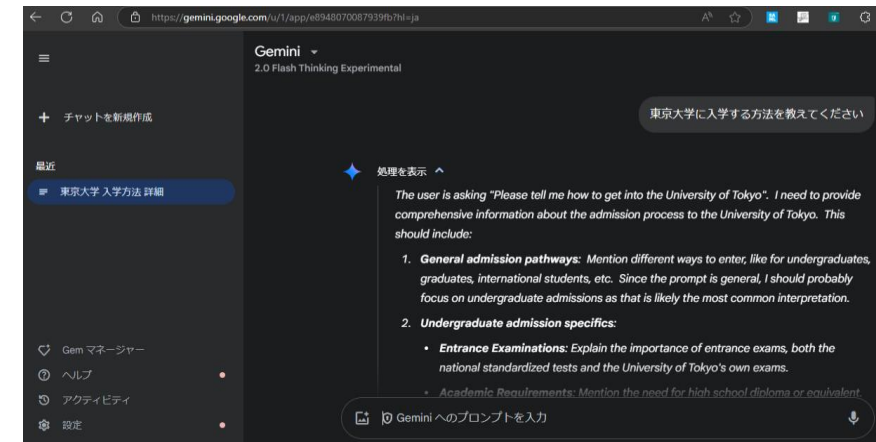 https://gemini.google.com/u/1/app/e8948070087939fb?hl=ja
Gemini
2.0 Flash Thinking Experimental
チャットを新規作成
東京大学に入学する方法を教えてください
最近
東京大学 入学方法 詳細
処理を表示
The user is asking "Please tell me how to get into the University of Tokyo". I need to provide
comprehensive information about the admission process to the University of Tokyo. This
should include:
1. General admission pathways: Mention different ways to enter, like for undergraduates,
graduates, international students, etc. Since the prompt is general, I should probably
focus on undergraduate admissions as that is likely the most common interpretation.
2. Undergraduate admission specifics:
• Entrance Examinations: Explain the importance of entrance exams, both the
national standardized tests and the University of Tokyo's own exams.
• Academic Requirements: Mention the need for high school diploma or equivalent.
Gem マネージャー
ヘルプ
アクティビティ
設定
Gemini へのプロンプトを入力